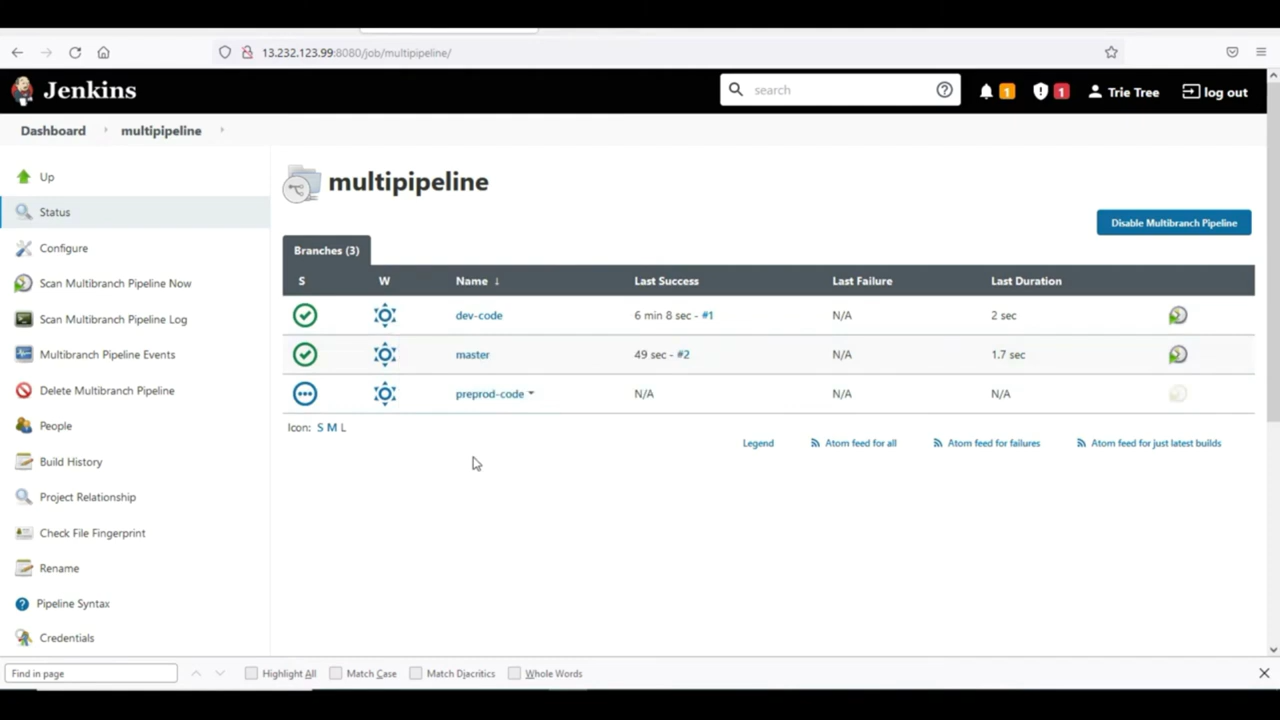 13.232.123.99:8080/job/multipipeline/
Jenkins
search
1
1
Trie Tree
log out
Dashboard
multipipeline
Up
Status
Configure
Scan Multibranch Pipeline Now
Scan Multibranch Pipeline Log
Multibranch Pipeline Events
Delete Multibranch Pipeline
People
Build History
Project Relationship
Check File Fingerprint
Rename
Pipeline Syntax
Credentials
multipipeline
Disable Multibranch Pipeline
Branches (3)
S W Name ↓ Last Success Last Failure Last Duration
dev-code 6 min 8 sec - #1 N/A 2 sec
master 49 sec - #2 N/A 1.7 sec
preprod-code N/A N/A N/A
Icon: S M L
Legend Atom feed for all Atom feed for failures Atom feed for just latest builds
Find in page Highlight All Match Case Match Diacritics Whole Words